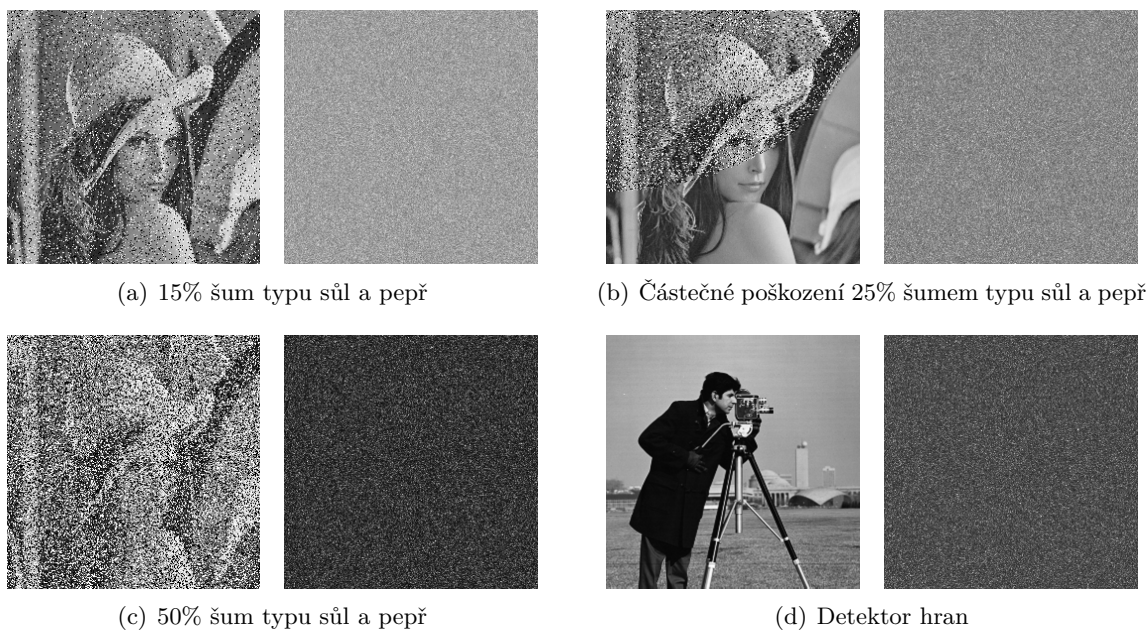 (a) 15% šum typu sůl a pepř
(b) Částečné poškození 25% šumem typu sůl a pepř
(c) 50% šum typu sůl a pepř
(d) Detektor hran